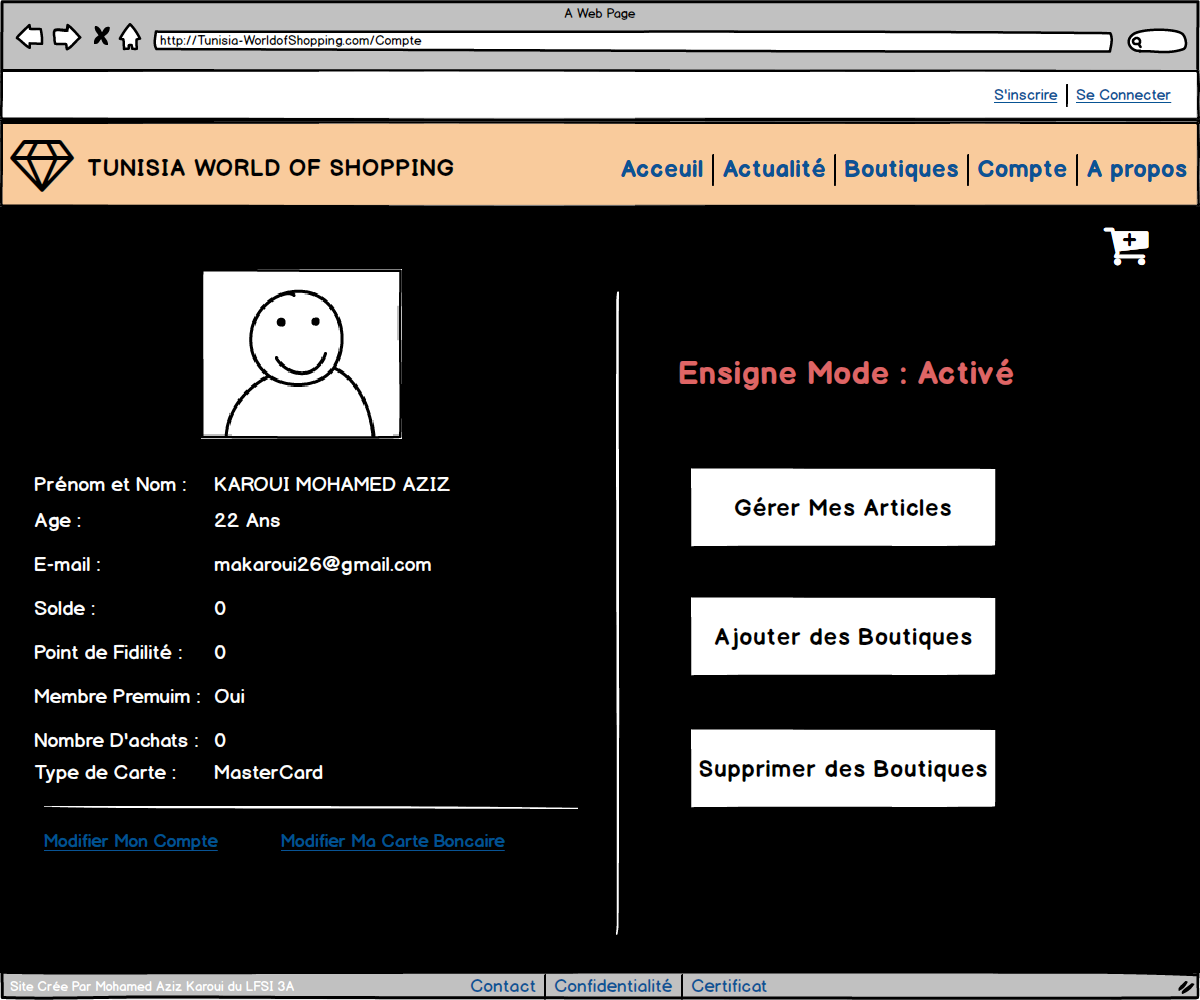 A Web Page
http://Tunisia-WorldofShopping.com/Compte
S'inscrire Se Connecter
TUNISIA WORLD OF SHOPPING
Acceuil Actualité Boutiques Compte A propos
Ensigne Mode : Activé
Prénom et Nom : KAROUI MOHAMED AZIZ
Age : 22 Ans
E-mail : makaroui26@gmail.com
Solde : 0
Point de Fidilité : 0
Membre Premuim : Oui
Nombre D'achats : 0
Type de Carte : MasterCard
Modifier Mon Compte Modifier Ma Carte Boncaire
Gérer Mes Articles
Ajouter des Boutiques
Supprimer des Boutiques
Site Crée Par Mohamed Aziz Karoui du LFSI 3A
Contact Confidentialité Certificat